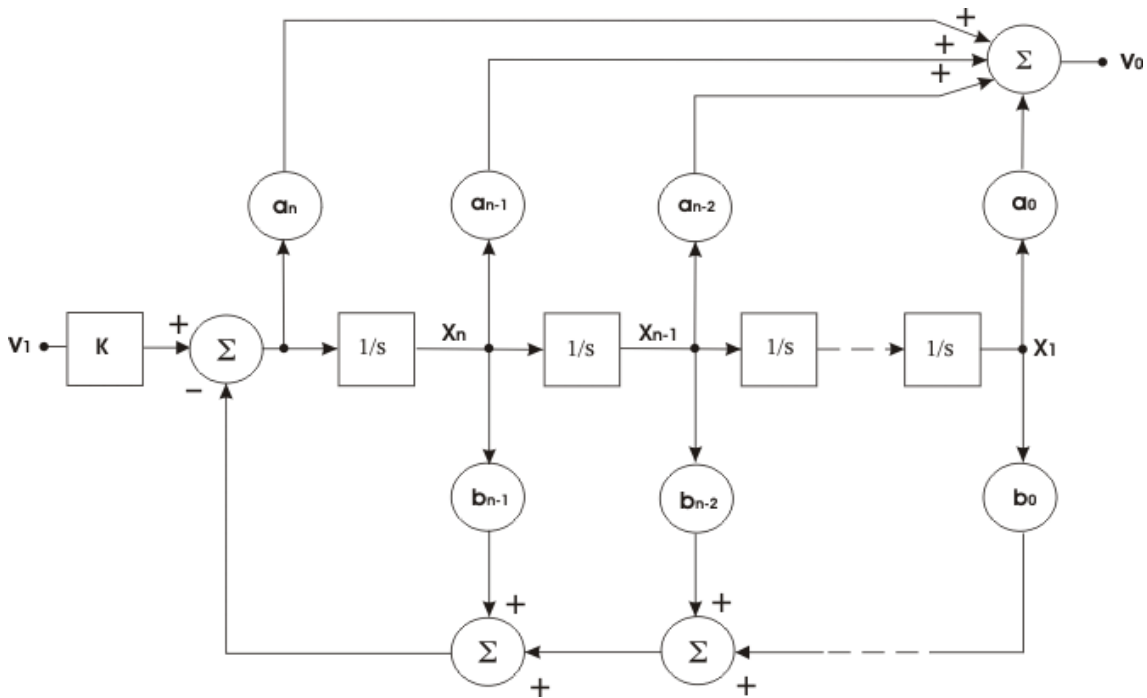 +
+
Σ
V0
+
an
an-1
an-2
a0
V1
K
+
Σ
−
1/s
Xn
1/s
Xn-1
1/s
1/s
X1
bn-1
bn-2
b0
+
Σ
+
+
Σ
+